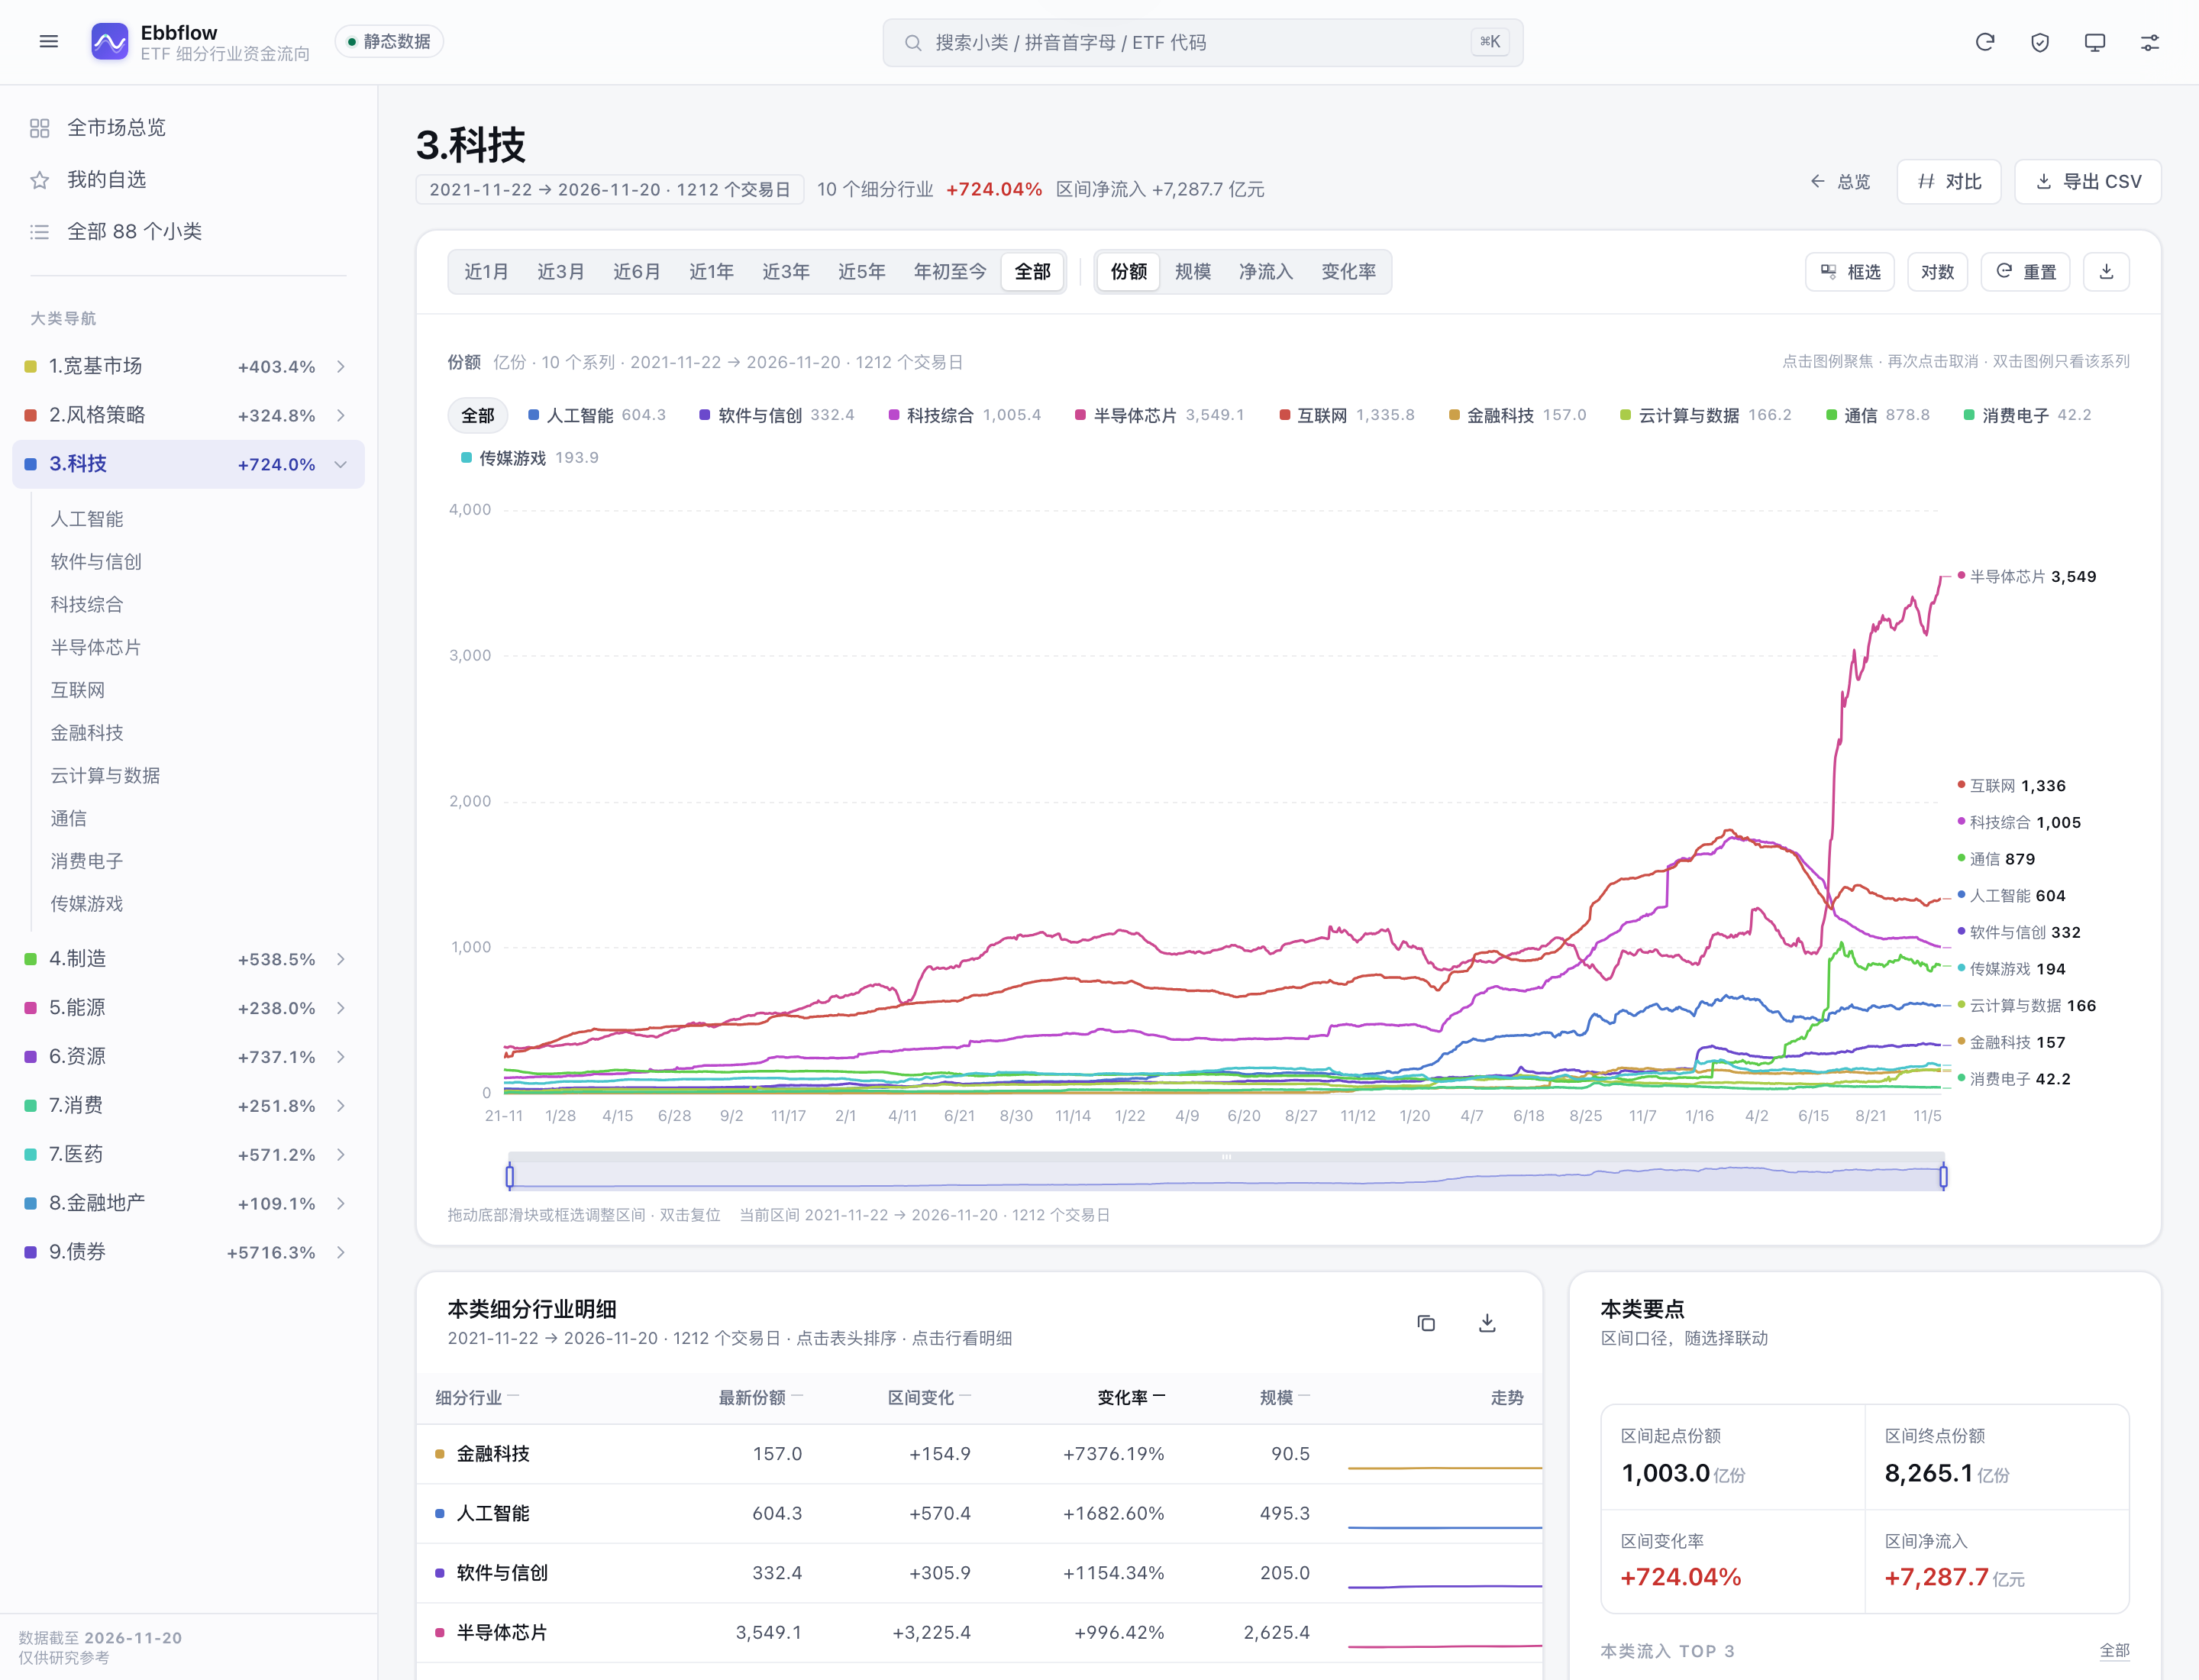 Ebbflow
ETF 细分行业资金流向
静态数据
搜索小类 / 拼音首字母 / ETF 代码
⌘K
全市场总览
我的自选
全部 88 个小类
大类导航
1.宽基市场 +403.4%
2.风格策略 +324.8%
3.科技 +724.0%
人工智能
软件与信创
科技综合
半导体芯片
互联网
金融科技
云计算与数据
通信
消费电子
传媒游戏
4.制造 +538.5%
5.能源 +238.0%
6.资源 +737.1%
7.消费 +251.8%
7.医药 +571.2%
8.金融地产 +109.1%
9.债券 +5716.3%
数据截至 2026-11-20
仅供研究参考
3.科技
2021-11-22 → 2026-11-20 · 1212 个交易日 10 个细分行业 +724.04% 区间净流入 +7,287.7 亿元
← 总览 对比 导出 CSV
近1月 近3月 近6月 近1年 近3年 近5年 年初至今 全部 份额 规模 净流入 变化率
框选 对数 重置
份额 亿份 · 10 个系列 · 2021-11-22 → 2026-11-20 · 1212 个交易日
点击图例聚焦 · 再次点击取消 · 双击图例只看该系列
全部 人工智能 604.3 软件与信创 332.4 科技综合 1,005.4 半导体芯片 3,549.1 互联网 1,335.8 金融科技 157.0 云计算与数据 166.2 通信 878.8 消费电子 42.2
传媒游戏 193.9
4,000
3,000
2,000
1,000
0
半导体芯片 3,549
互联网 1,336
科技综合 1,005
通信 879
人工智能 604
软件与信创 332
传媒游戏 194
云计算与数据 166
金融科技 157
消费电子 42.2
21-11 1/28 4/15 6/28 9/2 11/17 2/1 4/11 6/21 8/30 11/14 1/22 4/9 6/20 8/27 11/12 1/20 4/7 6/18 8/25 11/7 1/16 4/2 6/15 8/21 11/5
拖动底部滑块或框选调整区间 · 双击复位 当前区间 2021-11-22 → 2026-11-20 · 1212 个交易日
本类细分行业明细
2021-11-22 → 2026-11-20 · 1212 个交易日 · 点击表头排序 · 点击行看明细
细分行业 最新份额 区间变化 变化率 规模 走势
金融科技 157.0 +154.9 +7376.19% 90.5
人工智能 604.3 +570.4 +1682.60% 495.3
软件与信创 332.4 +305.9 +1154.34% 205.0
半导体芯片 3,549.1 +3,225.4 +996.42% 2,625.4
本类要点
区间口径，随选择联动
区间起点份额 区间终点份额
1,003.0 亿份 8,265.1 亿份
区间变化率 区间净流入
+724.04% +7,287.7 亿元
本类流入 TOP 3 全部